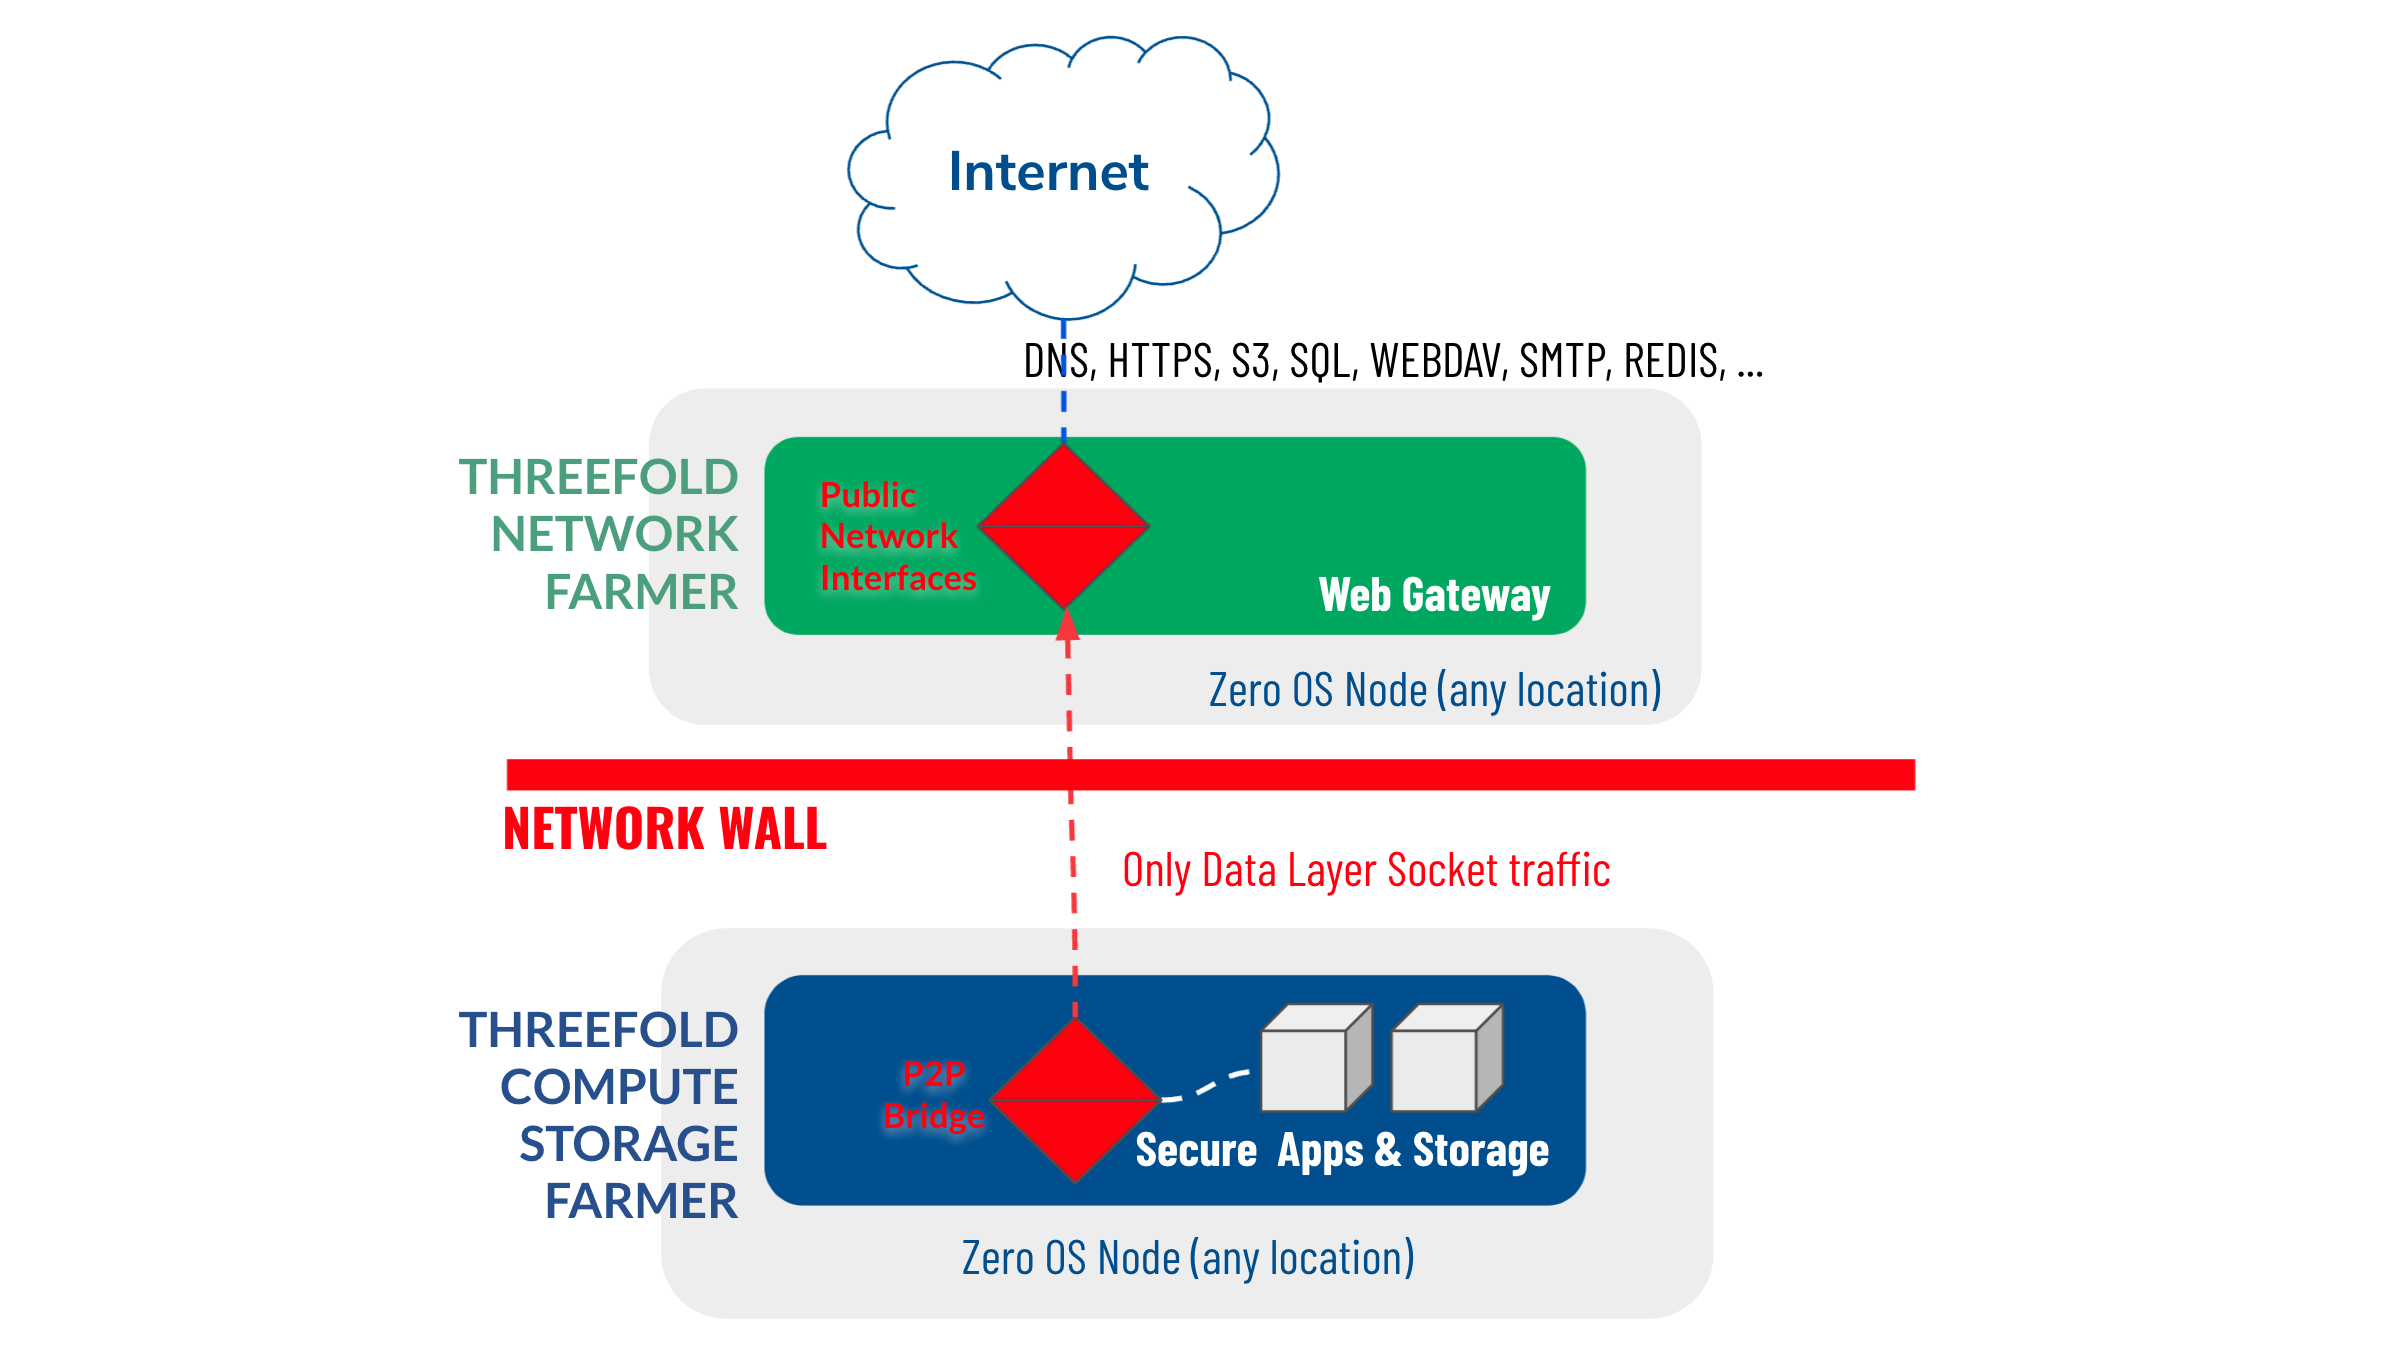 Internet
DNS, HTTPS, S3, SQL, WEBDAV, SMTP, REDIS, ...
THREEFOLD
NETWORK
FARMER
Public
Network
Interfaces
Web Gateway
Zero OS Node (any location)
NETWORK WALL
Only Data Layer Socket traffic
THREEFOLD
COMPUTE
STORAGE
FARMER
P2P
Bridge
Secure Apps & Storage
Zero OS Node (any location)